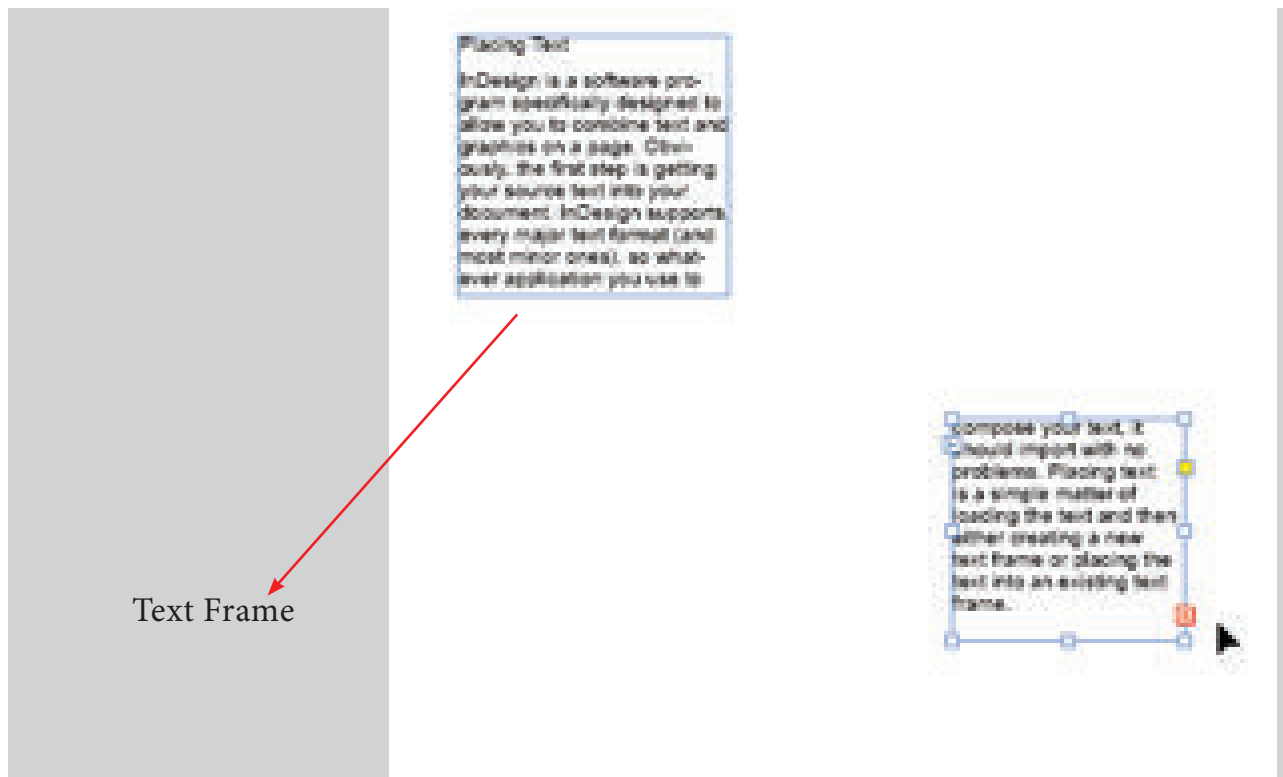 Placing Text
InDesign is a software pro-
gram specifically designed to
allow you to combine text and
graphics on a page. Obvi-
ously, the first step is getting
your source text into your
document. InDesign supports
every major text format (and
most minor ones), so what-
ever application you use to
compose your text, it
should import with no
problems. Placing text
is a simple matter of
loading the text and then
either creating a new
text frame or placing the
text into an existing text
frame.
Text Frame